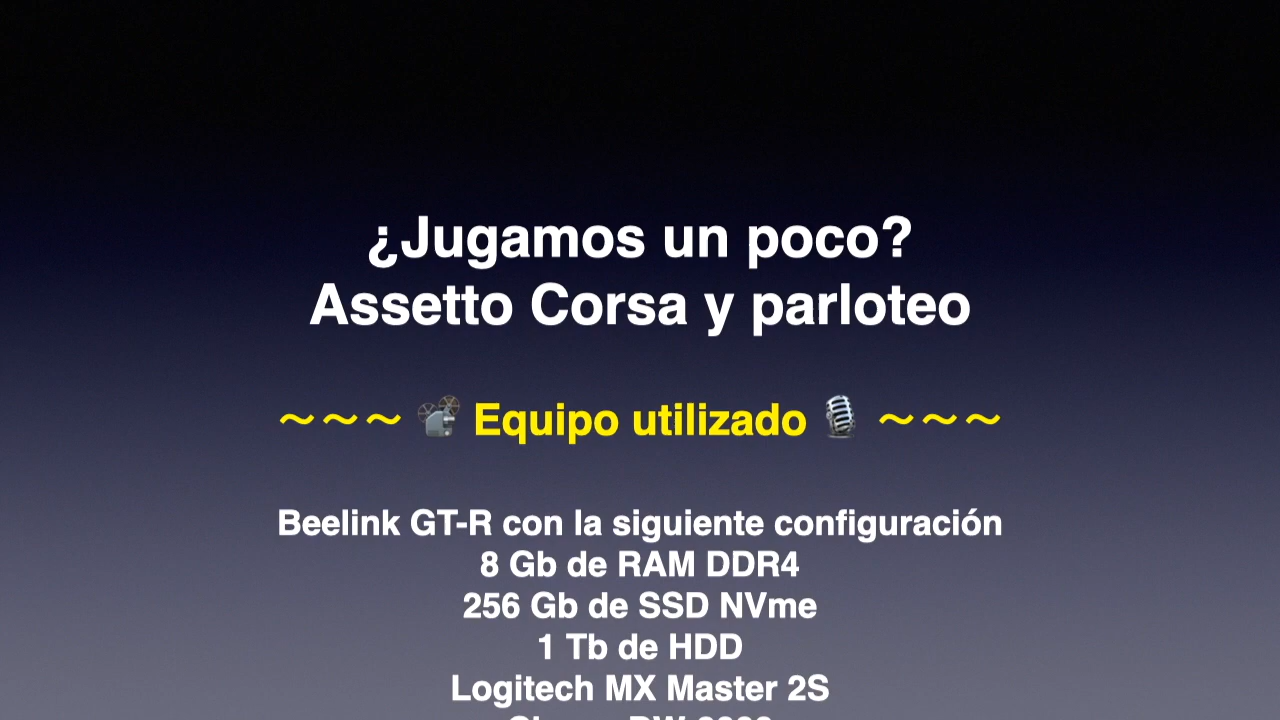 ¿Jugamos un poco?
Assetto Corsa y parloteo
~~~ 📽 Equipo utilizado 🎙 ~~~
Beelink GT-R con la siguiente configuración
8 Gb de RAM DDR4
256 Gb de SSD NVme
1 Tb de HDD
Logitech MX Master 2S